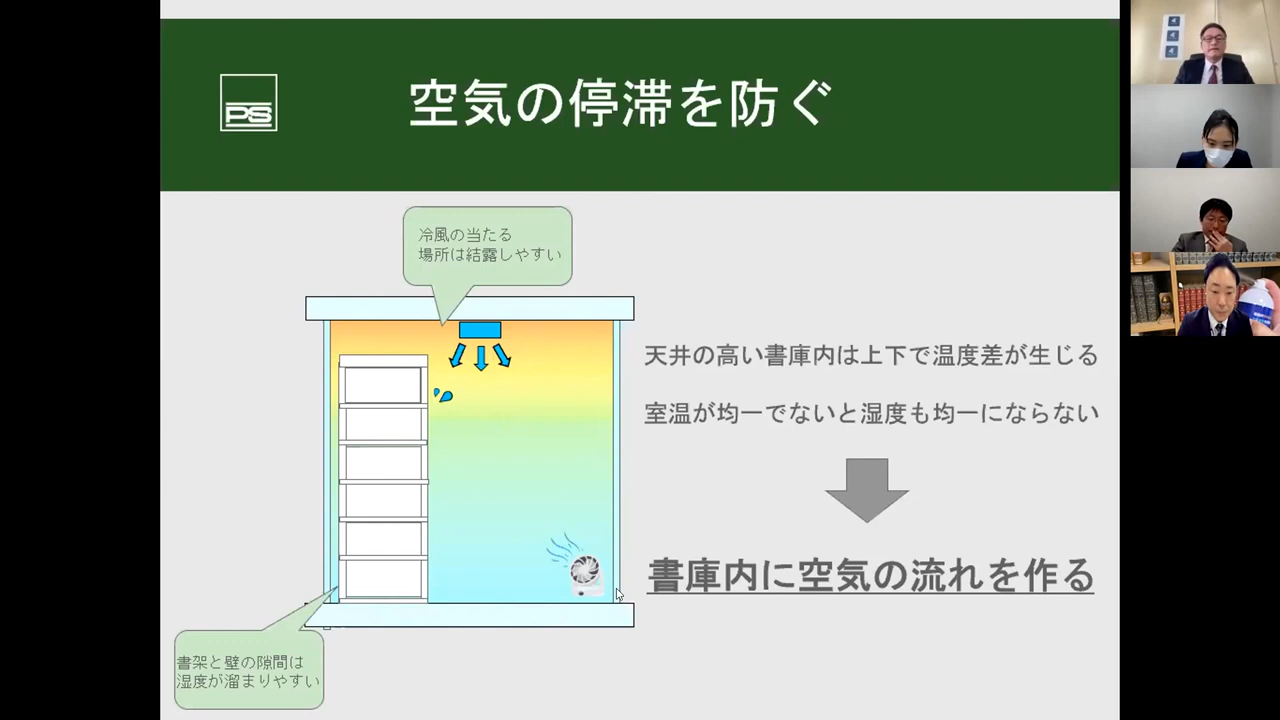 PS
空気の停滞を防ぐ
冷風の当たる
場所は結露しやすい
天井の高い書庫内は上下で温度差が生じる
室温が均一でないと湿度も均一にならない
書庫内に空気の流れを作る
書架と壁の隙間は
湿度が溜まりやすい